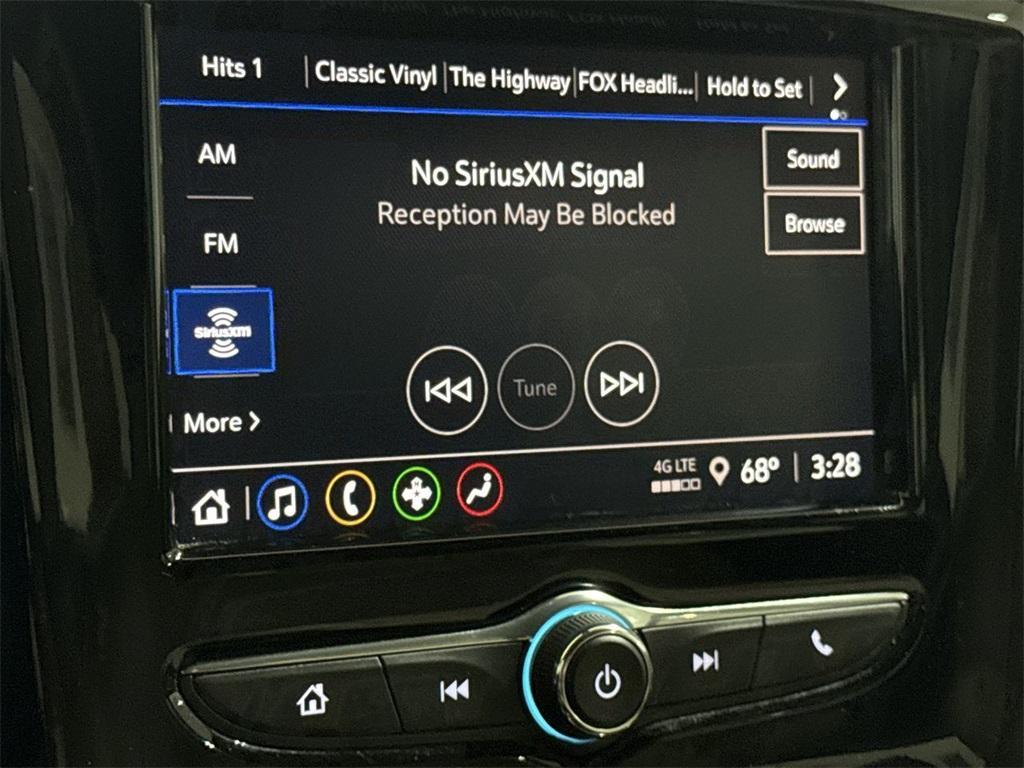 Hits 1 Classic Vinyl The Highway FOX Headli... Hold to Set
AM
No SiriusXM Signal
Sound
Reception May Be Blocked
Browse
FM
SiriusXM
Tune
More
4G LTE
68° 3:28